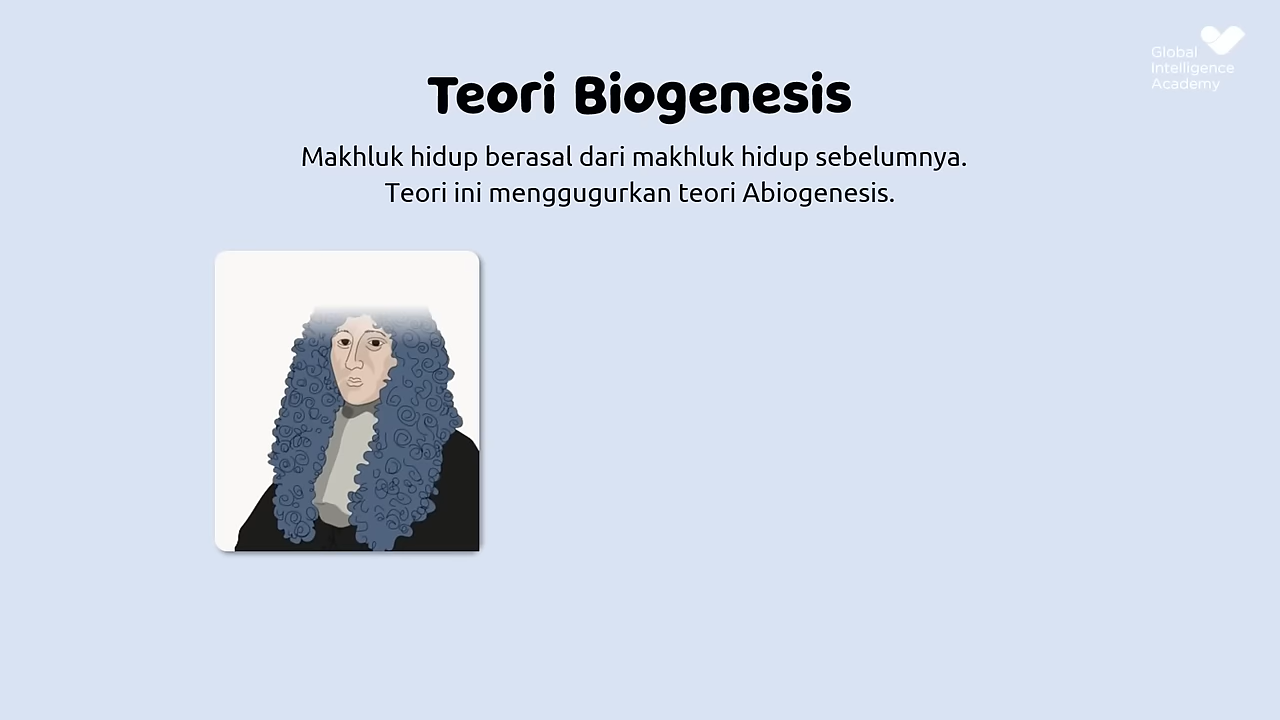 Global
Intelligence
Academy
Teori Biogenesis
Makhluk hidup berasal dari makhluk hidup sebelumnya.
Teori ini menggugurkan teori Abiogenesis.